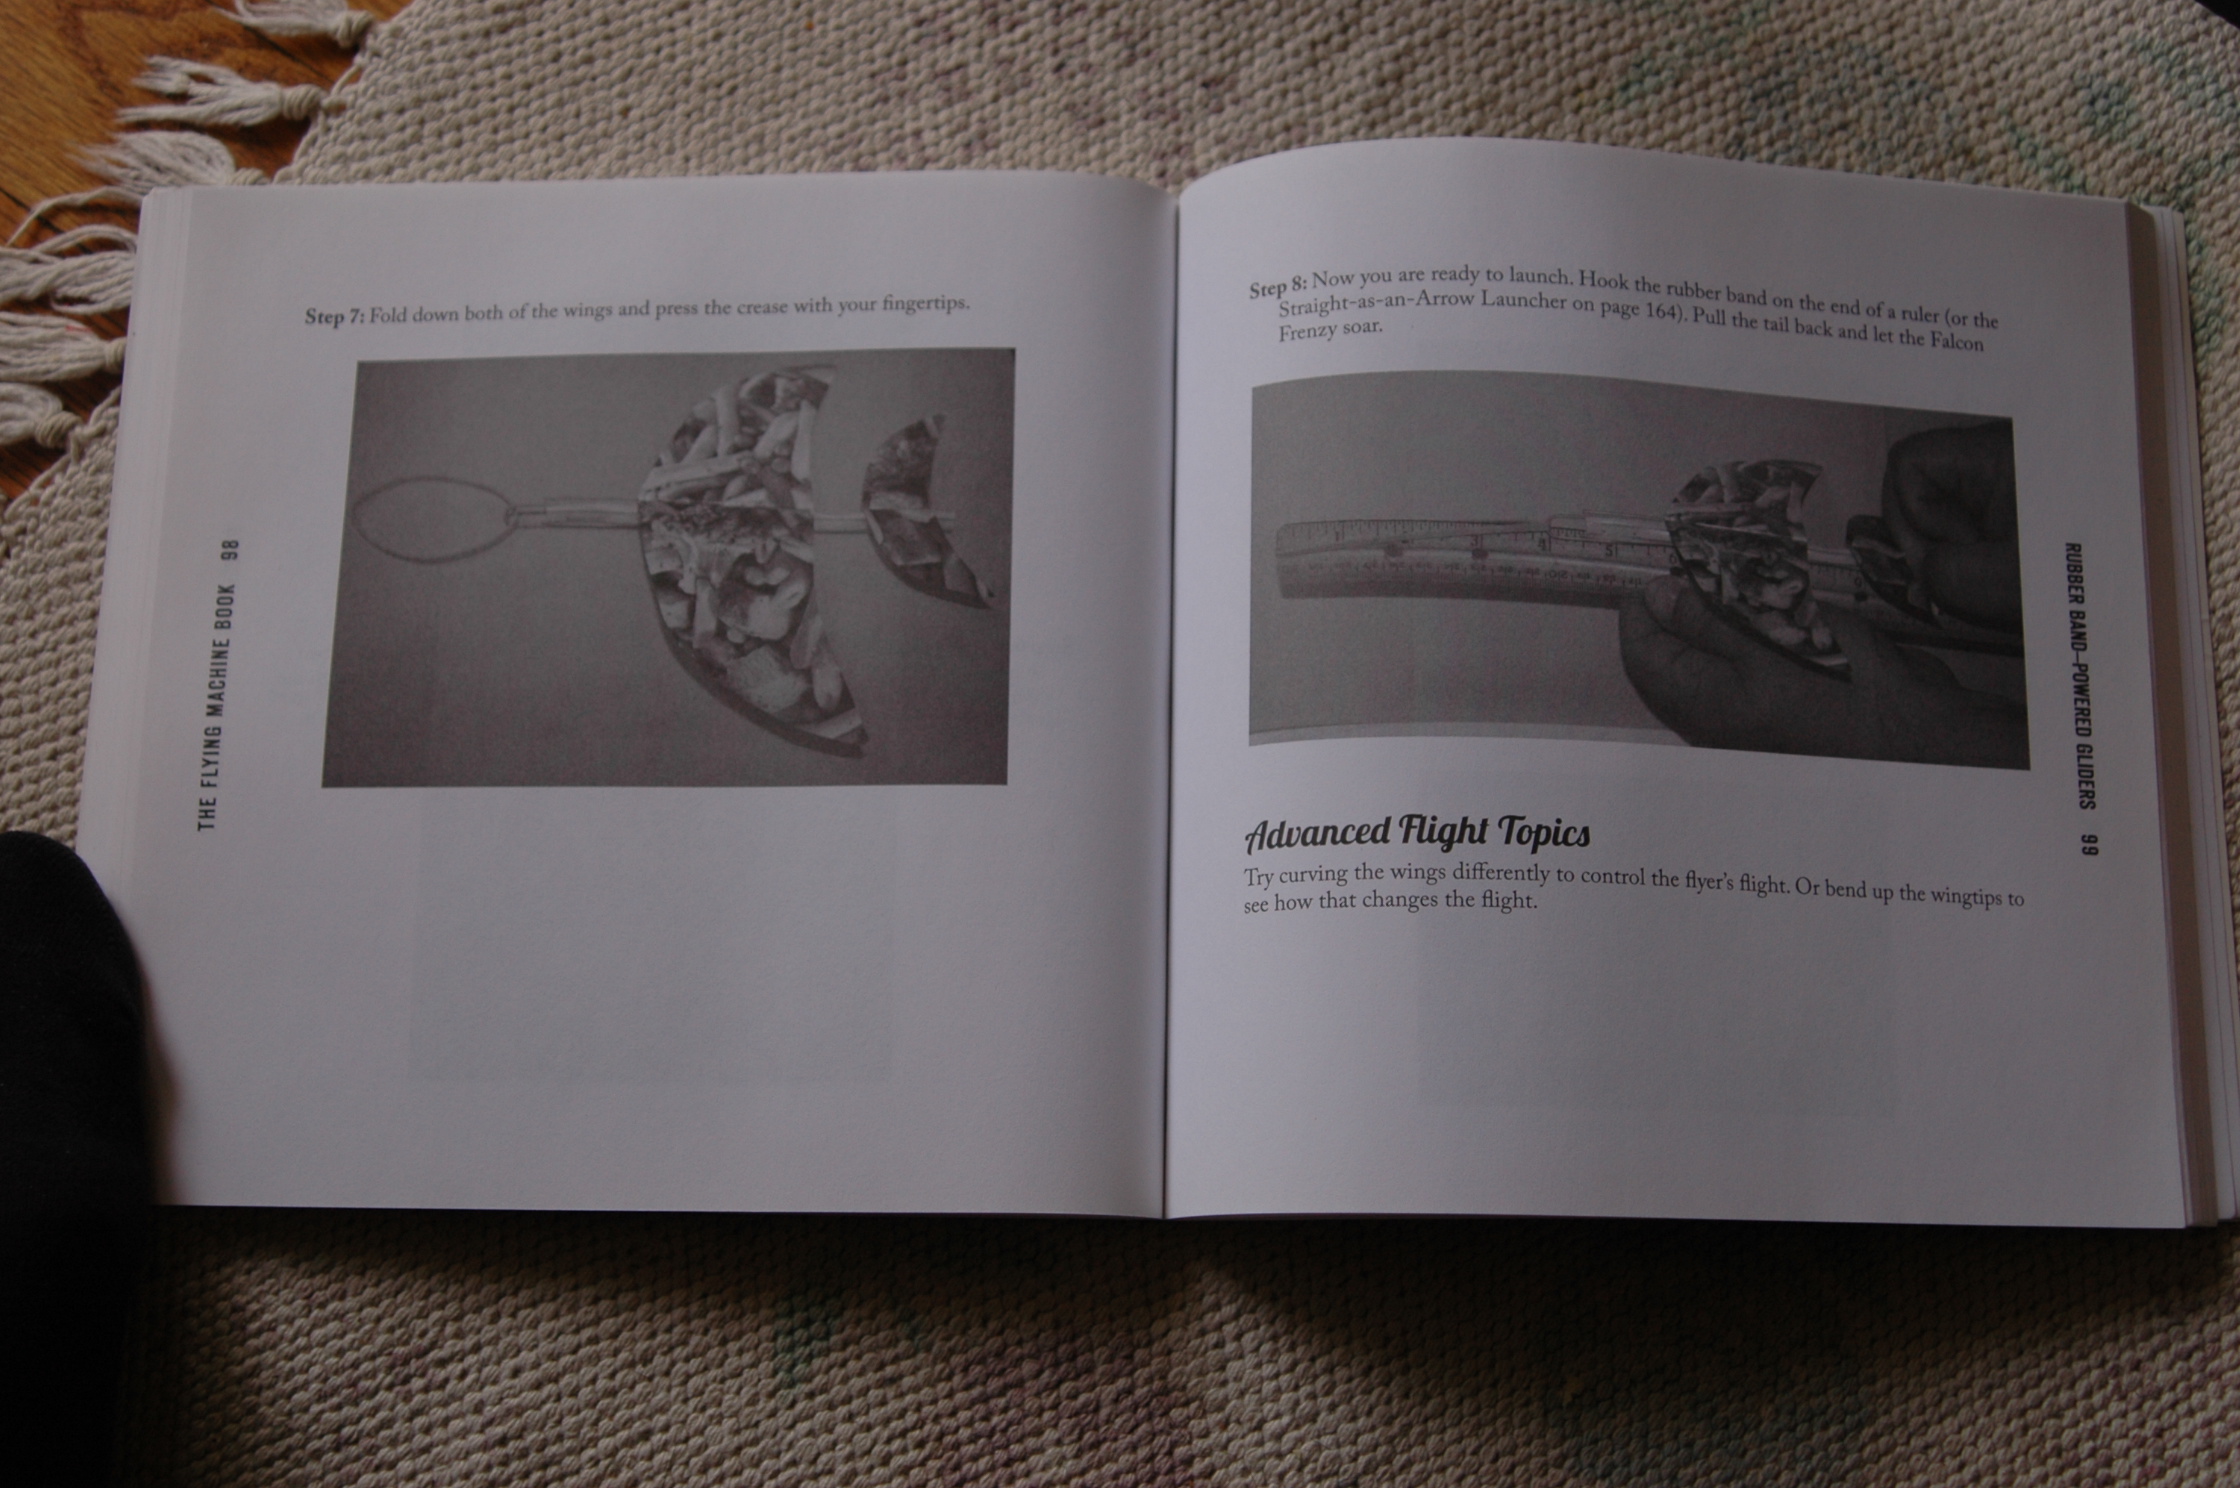 Step 7: Fold down both of the wings and press the crease with your fingertips.
THE FLYING MACHINE BOOK 98
Step 8: Now you are ready to launch. Hook the rubber band on the end of a ruler (or the
Straight-as-an-Arrow Launcher on page 164). Pull the tail back and let the Falcon
Frenzy soar.
Advanced Flight Topics
Try curving the wings differently to control the flyer's flight. Or bend up the wingtips to
see how that changes the flight.
RUBBER BAND–POWERED GLIDERS 99